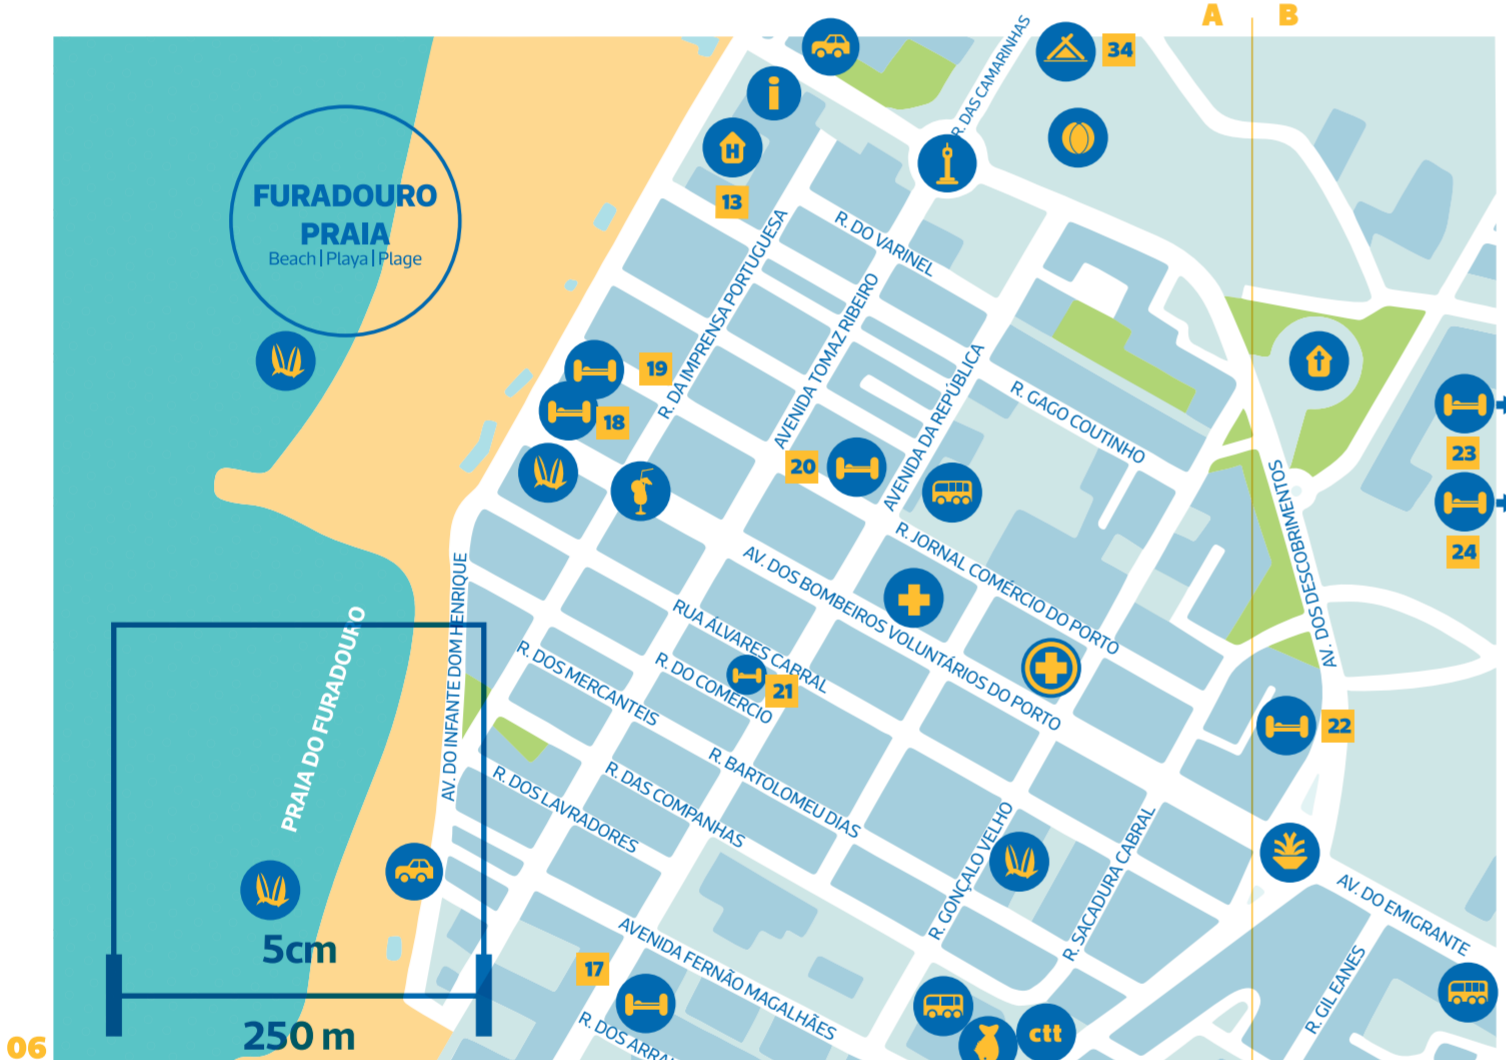 A B
34
R. DAS CAMARINHAS
13
FURADOURO
PRAIA
Beach|Playa|Plage
R. DO VARINEL
R. DA IMPRENSA PORTUGUESA
AVENIDA TOMAZ RIBEIRO
AVENIDA DA REPÚBLICA
R. GAGO COUTINHO
19
18
20
23
24
R. JORNAL COMÉRCIO DO PORTO
AV. DOS DESCOBRIMENTOS
AV. DOS BOMBEIROS VOLUNTÁRIOS DO PORTO
AV. DO INFANTE DOM HENRIQUE
RUA ÁLVARES CABRAL
R. DO COMERCIO
21
R. DOS MERCANTEIS
22
PRAIA DO FURADOURO
R. BARTOLOMEU DIAS
R. DAS COMPANHAS
R. DOS LAVRADORES
R. GONÇALO VELHO
R. SACADURA CABRAL
AV. DO EMIGRANTE
R. GIL EANES
AVENIDA FERNÃO MAGALHÃES
17
5cm
250 m
ctt
06